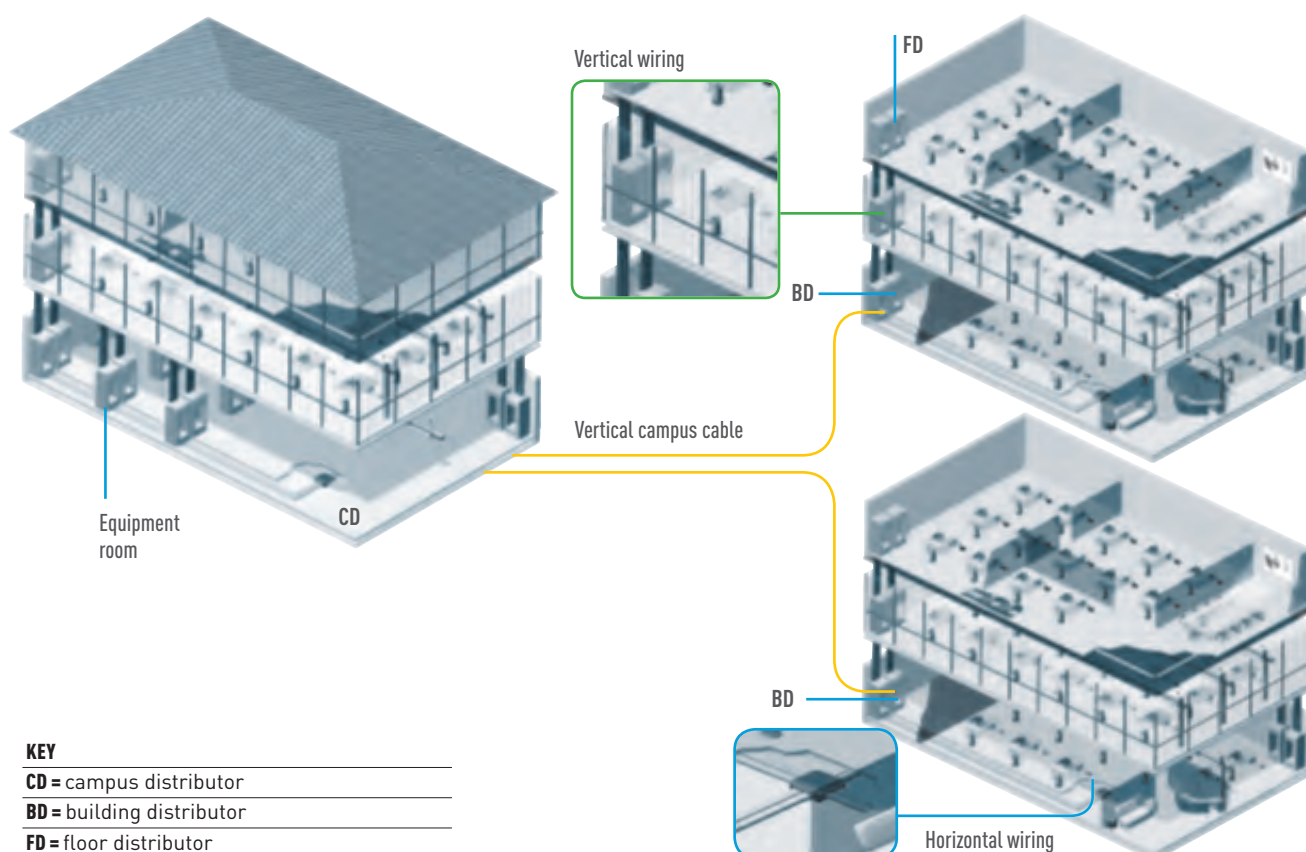 Vertical wiring
FD
BD
Vertical campus cable
Equipment
room
CD
BD
Horizontal wiring
KEY
CD = campus distributor
BD = building distributor
FD = floor distributor